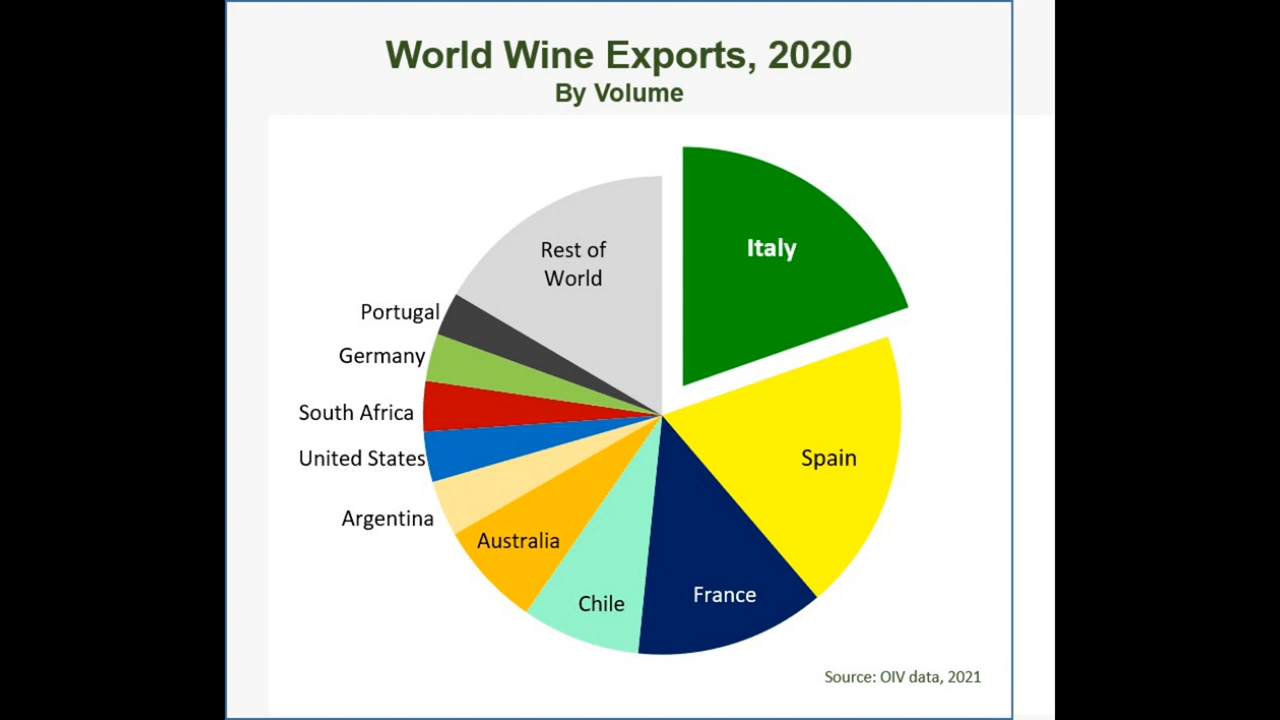 World Wine Exports, 2020
By Volume
Italy
Rest of
World
Portugal
Germany
South Africa
United States
Argentina
Australia
Chile
France
Spain
Source: OIV data, 2021